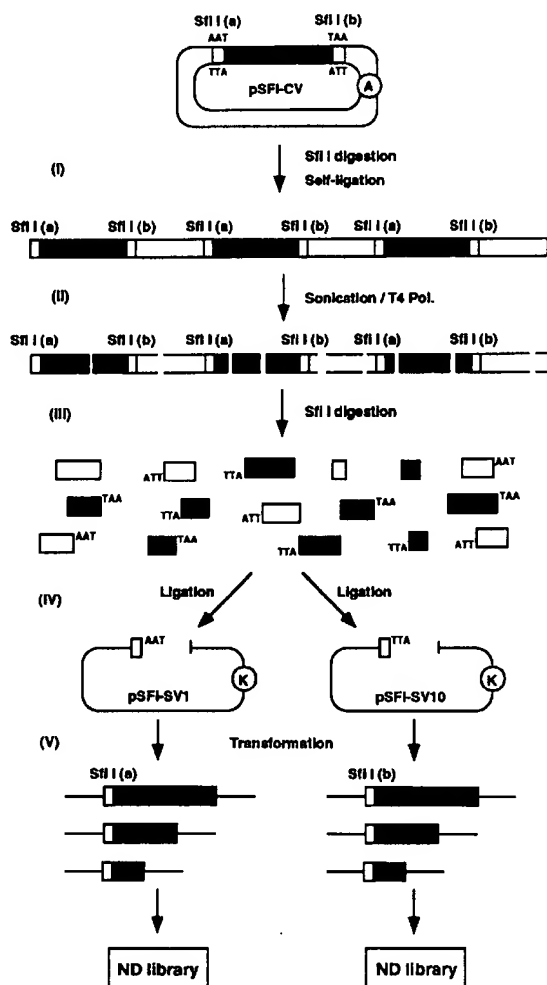 Sfi I (a) Sfi I (b)
AAT TAA
TTA ATT
pSFI-CV A
(I) Sfi I digestion
Self-ligation
Sfi I (a) Sfi I (b) Sfi I (a) Sfi I (b) Sfi I (a) Sfi I (b)
(II) Sonication / T4 Pol.
Sfi I (a) Sfi I (b) Sfi I (a) Sfi I (b) Sfi I (a) Sfi I (b)
(III) Sfi I digestion
ATT TTA AAT
TAA TTA ATT TAA TAA
AAT TAA TTA TTA ATT
(IV) Ligation Ligation
AAT TTA
K K
pSFI-SV1 pSFI-SV10
(V) Transformation
Sfi I (a) Sfi I (b)
ND library ND library